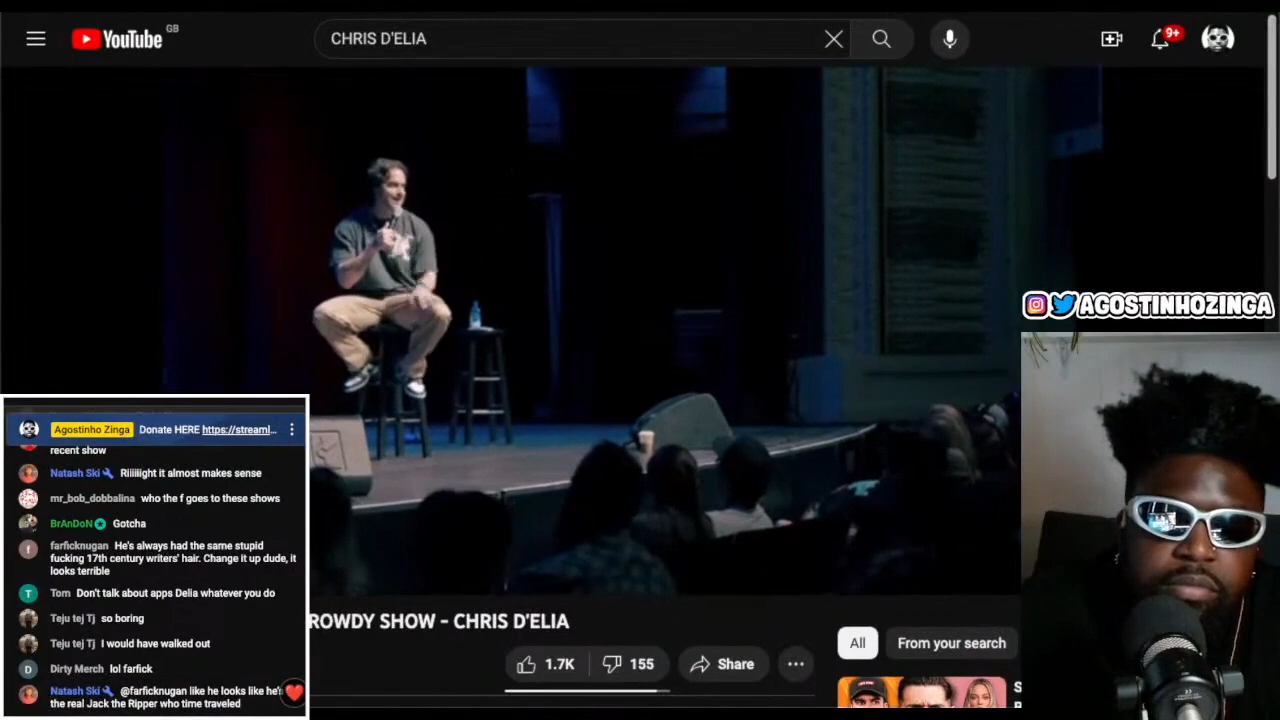 YouTube GB
CHRIS D'ELIA
9+
AGOSTINHOZINGA
Agostinho Zinga Donate HERE https://streaml...
recent show
Natash Ski Riiiiiight it almost makes sense
mr_bob_dobbalina who the f goes to these shows
BrAnDoN Gotcha
farficknugan He's always had the same stupid
fucking 17th century writers' hair. Change it up dude, it
looks terrible
Tom Don't talk about apps Delia whatever you do
Teju tej Tj so boring
Teju tej Tj I would have walked out
Dirty Merch lol farfick
Natash Ski @farficknugan like he looks like he's
the real Jack the Ripper who time traveled
ROWDY SHOW - CHRIS D'ELIA
1.7K 155 Share
All From your search